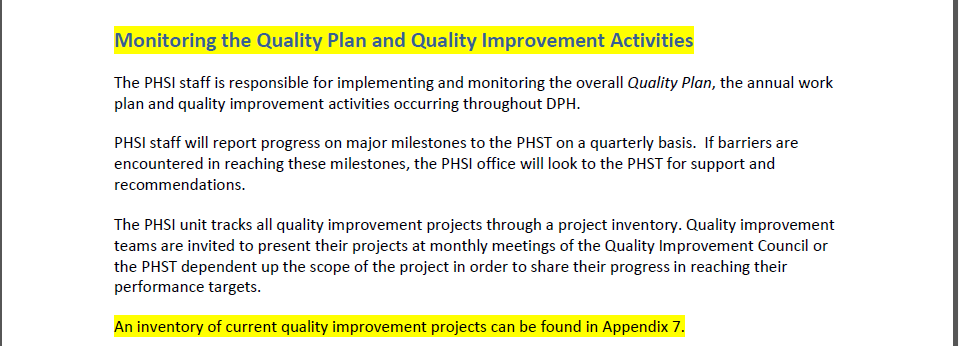 Monitoring the Quality Plan and Quality Improvement Activities
The PHSI staff is responsible for implementing and monitoring the overall Quality Plan, the annual work
plan and quality improvement activities occurring throughout DPH.
PHSI staff will report progress on major milestones to the PHST on a quarterly basis.  If barriers are
encountered in reaching these milestones, the PHSI office will look to the PHST for support and
recommendations.
The PHSI unit tracks all quality improvement projects through a project inventory. Quality improvement
teams are invited to present their projects at monthly meetings of the Quality Improvement Council or
the PHST dependent up the scope of the project in order to share their progress in reaching their
performance targets.
An inventory of current quality improvement projects can be found in Appendix 7.